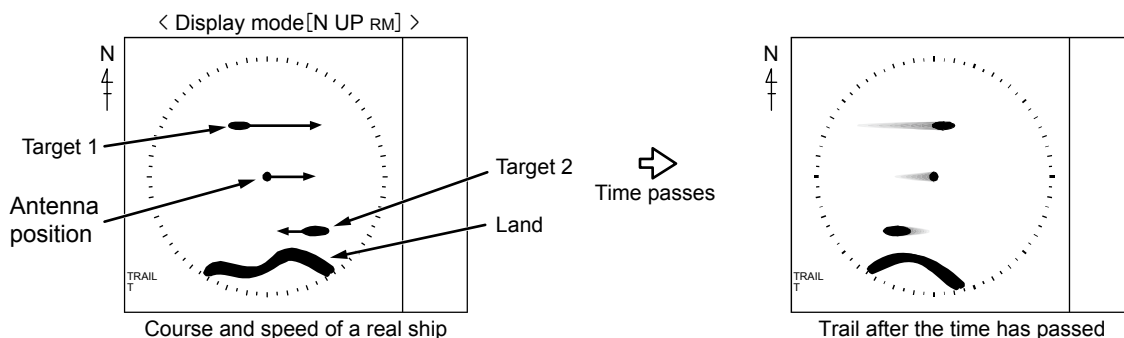 < Display mode[N UP RM] >
N
Target 1
Antenna
position
Target 2
Land
TRAIL
T
Course and speed of a real ship
Time passes
N
TRAIL
T
Trail after the time has passed